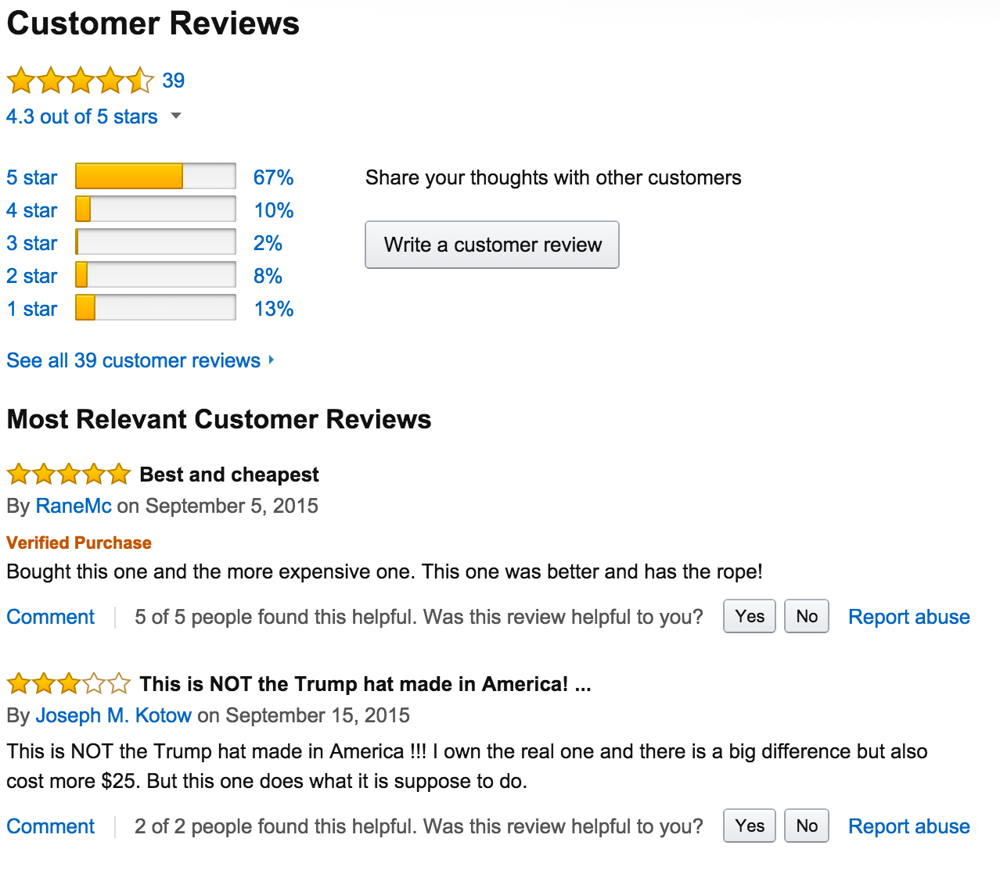 Customer Reviews
39
4.3 out of 5 stars
5 star 67%
4 star 10%
3 star 2%
2 star 8%
1 star 13%
Share your thoughts with other customers
Write a customer review
See all 39 customer reviews
Most Relevant Customer Reviews
Best and cheapest
By RaneMc on September 5, 2015
Verified Purchase
Bought this one and the more expensive one. This one was better and has the rope!
Comment 5 of 5 people found this helpful. Was this review helpful to you? Yes No Report abuse
This is NOT the Trump hat made in America! ...
By Joseph M. Kotow on September 15, 2015
This is NOT the Trump hat made in America !!! I own the real one and there is a big difference but also
cost more $25. But this one does what it is suppose to do.
Comment 2 of 2 people found this helpful. Was this review helpful to you? Yes No Report abuse